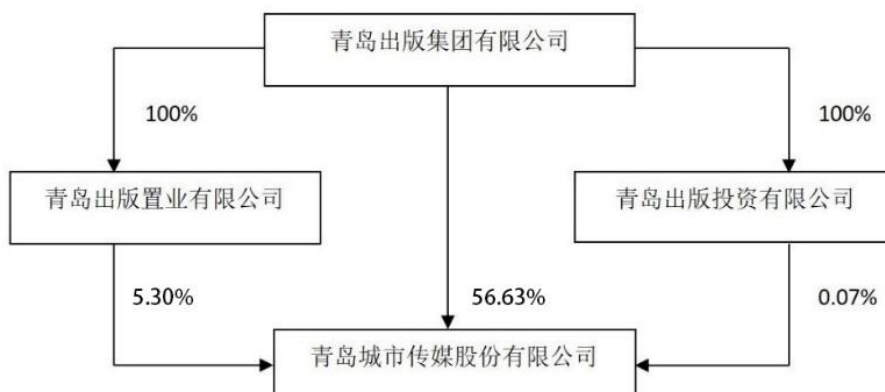 青岛出版集团有限公司
100%
100%
青岛出版置业有限公司
青岛出版投资有限公司
5.30%
56.63%
0.07%
青岛城市传媒股份有限公司